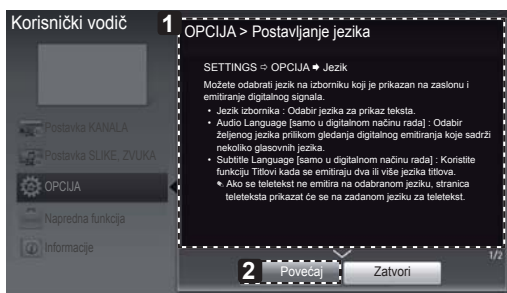 Korisnički vodič
1
OPCIJA > Postavljanje jezika
SETTINGS ⇨ OPCIJA ➧ Jezik
Možete odabrati jezik na izborniku koji je prikazan na zaslonu i
emitiranje digitalnog signala.
• Jezik izbornika : Odabir jezika za prikaz teksta.
• Audio Language [samo u digitalnom načinu rada] : Odabir
željenog jezika prilikom gledanja digitalnog emitiranja koje sadrži
nekoliko glasovnih jezika.
• Subtitle Language [samo u digitalnom načinu rada] : Koristite
funkciju Titlovi kada se emitiraju dva ili više jezika titlova.
Ako se teletekst ne emitira na odabranom jeziku, stranica
teleteksta prikazat će se na zadanom jeziku za teletekst.
Postavka KANALA
Postavka SLIKE, ZVUKA
OPCIJA
Napredna funkcija
Informacije
1/2
2
Povećaj
Zatvori